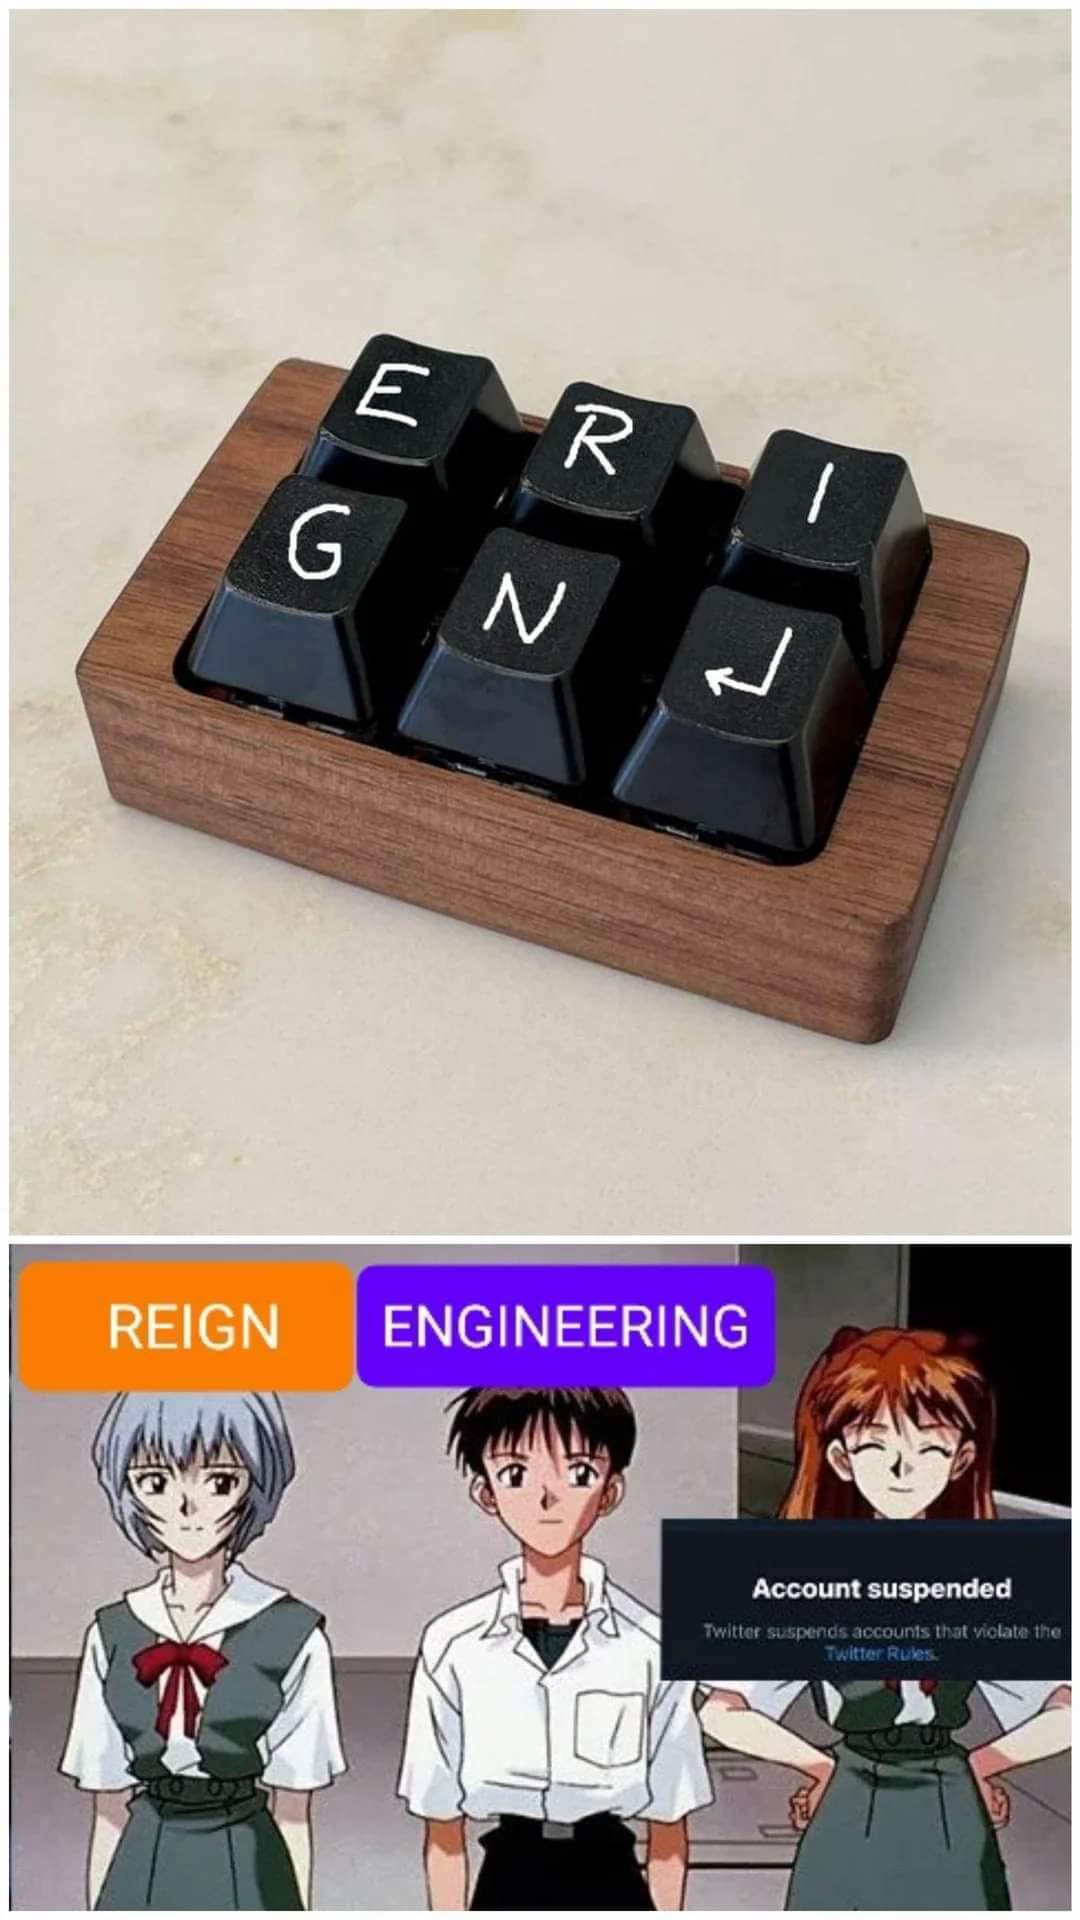 E R I
G N ↵
REIGN ENGINEERING
Account suspended
Twitter suspends accounts that violate the
Twitter Rules.